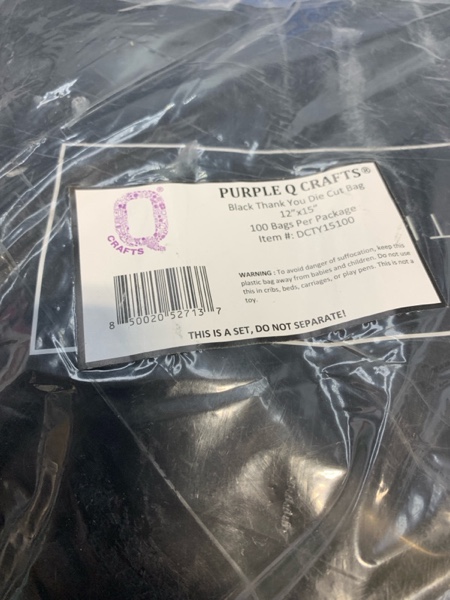 Q
CRAFTS
PURPLE Q CRAFTS®
Black Thank You Die Cut Bag
12"x15"
100 Bags Per Package
Item #: DCTY15100
WARNING : To avoid danger of suffocation, keep this
plastic bag away from babies and children. Do not use
this in cribs, beds, carriages, or play pens. This is not a
toy.
8 50020 52713 7
THIS IS A SET, DO NOT SEPARATE!